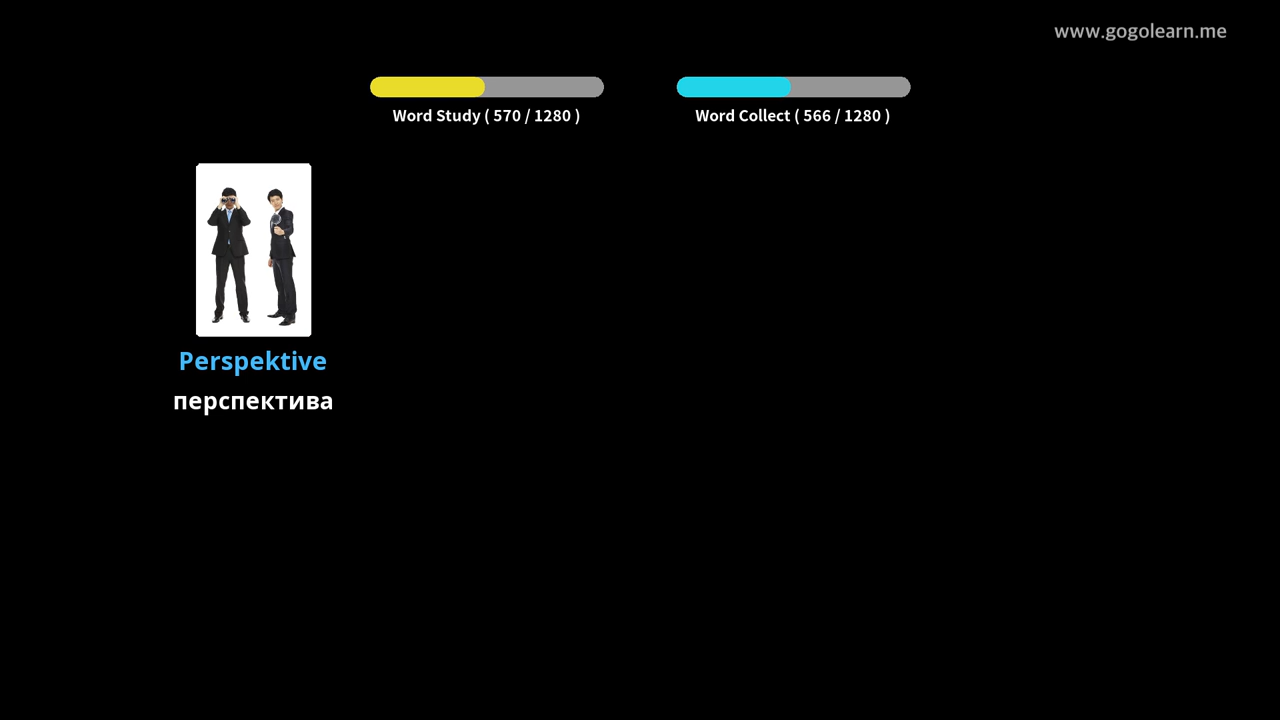 www.gogolearn.me
Word Study ( 570 / 1280 )
Word Collect ( 566 / 1280 )
Perspektive
перспектива